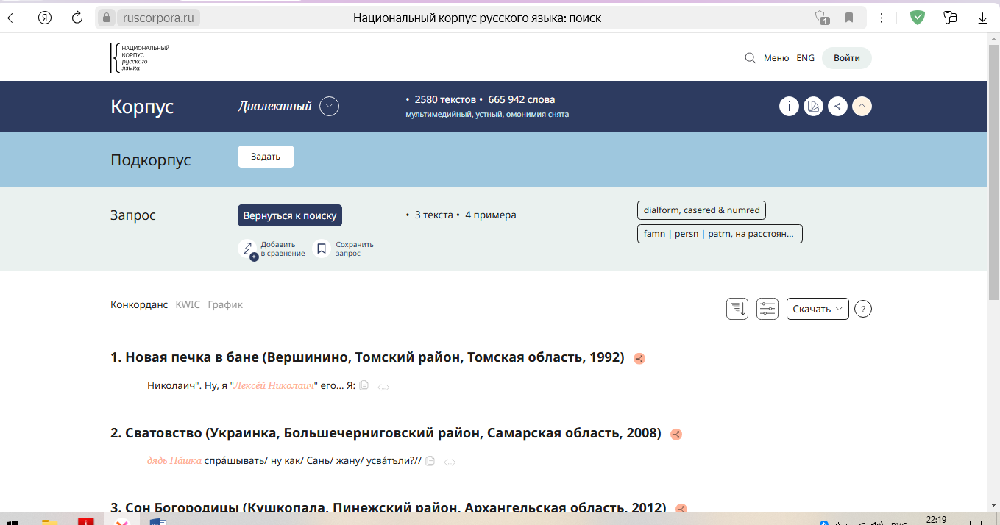 ruscorpora.ru
Национальный корпус русского языка: поиск
1
НАЦИОНАЛЬНЫЙ
КОРПУС
русского
языка
Меню ENG Войти
Корпус
Диалектный
• 2580 текстов • 665 942 слова
мультимедийный, устный, омонимия снята
Подкорпус
Задать
Запрос
Вернуться к поиску
• 3 текста • 4 примера
dialform, casered & numred
famn | persn | patrn, на расстоян...
Добавить
в сравнение
Сохранить
запрос
Конкорданс KWIC График
Скачать
?
1. Новая печка в бане (Вершинино, Томский район, Томская область, 1992)
Николаич". Ну, я "Лексе́й Николаич" его... Я:
2. Сватовство (Украинка, Большечерниговский район, Самарская область, 2008)
дядь Па́шка спра́шывать/ ну как/ Сань/ жану/ усва́тъли?//
3. Сон Богородицы (Кушкопала, Пинежский район, Архангельская область, 2012)
22:19